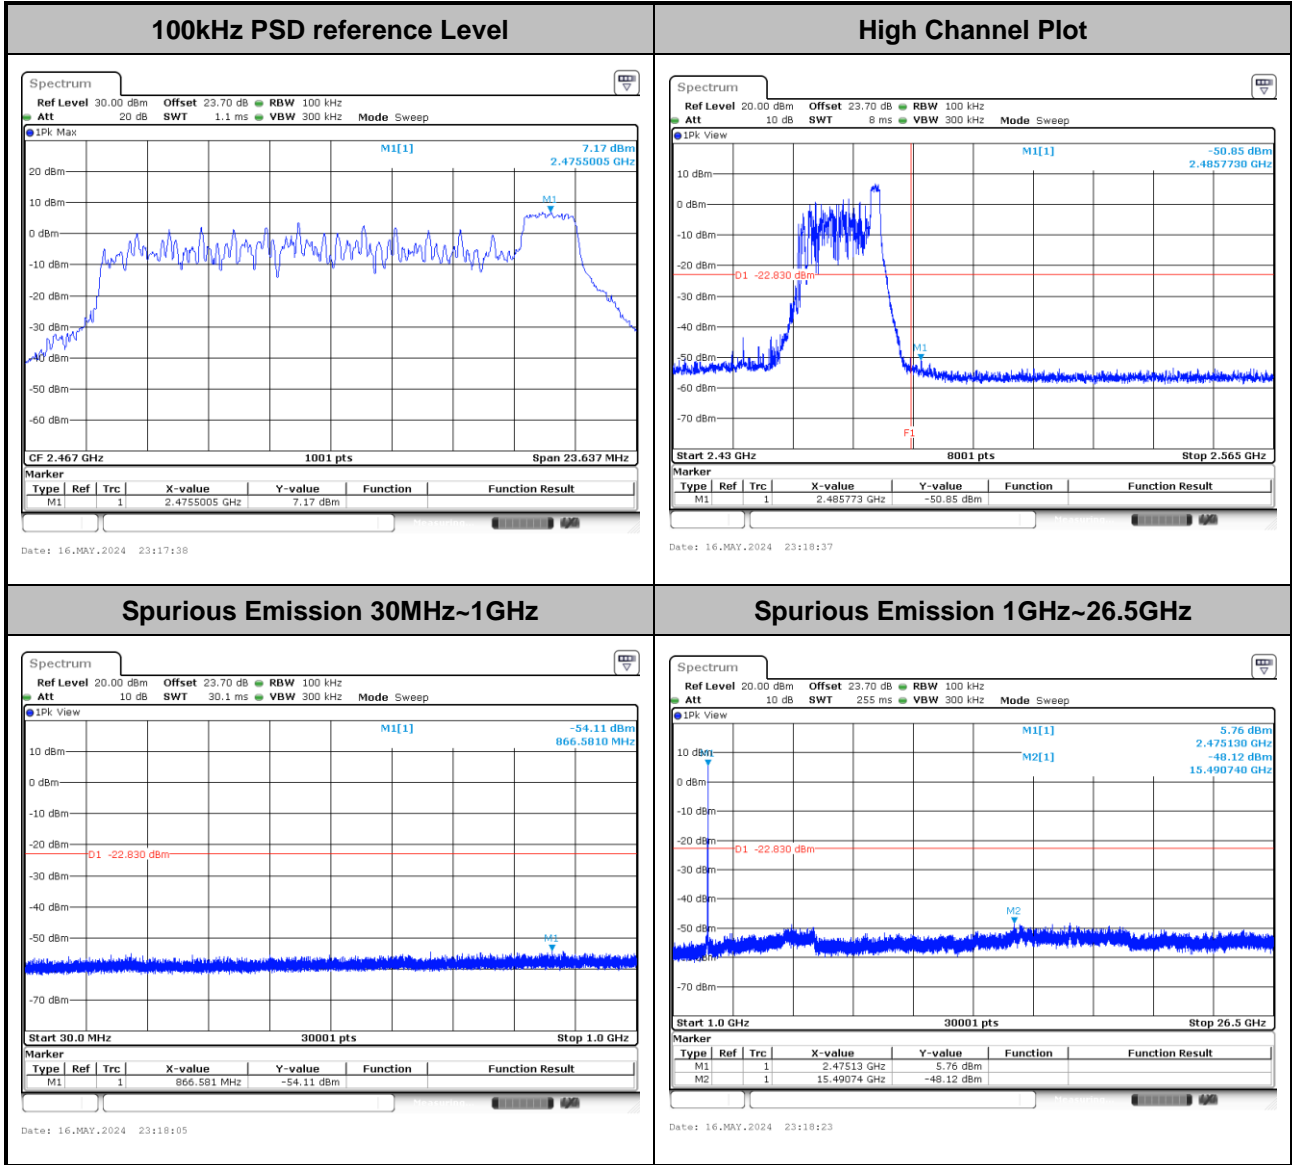 100kHz PSD reference Level
Spectrum
Ref Level 30.00 dBm Offset 23.70 dB RBW 100 kHz
Att 20 dB SWT 1.1 ms VBW 300 kHz Mode Sweep
1Pk Max
M1[1] 7.17 dBm
2.4755005 GHz
20 dBm
M1
10 dBm
0 dBm
-10 dBm
-20 dBm
-30 dBm
-40 dBm
-50 dBm
-60 dBm
CF 2.467 GHz 1001 pts Span 23.637 MHz
Marker
Type Ref Trc X-value Y-value Function Function Result
M1 1 2.4755005 GHz 7.17 dBm
Date: 16.MAY.2024 23:17:38
High Channel Plot
Spectrum
Ref Level 20.00 dBm Offset 23.70 dB RBW 100 kHz
Att 10 dB SWT 8 ms VBW 300 kHz Mode Sweep
1Pk View
M1[1] -50.85 dBm
2.4857730 GHz
10 dBm
0 dBm
-10 dBm
-20 dBm
D1 -22.830 dBm
-30 dBm
-40 dBm
M1
-50 dBm
-60 dBm
-70 dBm
F1
Start 2.43 GHz 8001 pts Stop 2.565 GHz
Marker
Type Ref Trc X-value Y-value Function Function Result
M1 1 2.485773 GHz -50.85 dBm
Date: 16.MAY.2024 23:18:37
Spurious Emission 30MHz~1GHz
Spectrum
Ref Level 20.00 dBm Offset 23.70 dB RBW 100 kHz
Att 10 dB SWT 30.1 ms VBW 300 kHz Mode Sweep
1Pk View
M1[1] -54.11 dBm
866.5810 MHz
10 dBm
0 dBm
-10 dBm
-20 dBm
D1 -22.830 dBm
-30 dBm
-40 dBm
-50 dBm
M1
-70 dBm
Start 30.0 MHz 30001 pts Stop 1.0 GHz
Marker
Type Ref Trc X-value Y-value Function Function Result
M1 1 866.581 MHz -54.11 dBm
Date: 16.MAY.2024 23:18:05
Spurious Emission 1GHz~26.5GHz
Spectrum
Ref Level 20.00 dBm Offset 23.70 dB RBW 100 kHz
Att 10 dB SWT 255 ms VBW 300 kHz Mode Sweep
1Pk View
M1[1] 5.76 dBm
2.475130 GHz
M2[1] -48.12 dBm
15.490740 GHz
10 dBm
M1
0 dBm
-10 dBm
-20 dBm
D1 -22.830 dBm
-30 dBm
-40 dBm
M2
-50 dBm
-70 dBm
Start 1.0 GHz 30001 pts Stop 26.5 GHz
Marker
Type Ref Trc X-value Y-value Function Function Result
M1 1 2.47513 GHz 5.76 dBm
M2 1 15.49074 GHz -48.12 dBm
Date: 16.MAY.2024 23:18:23